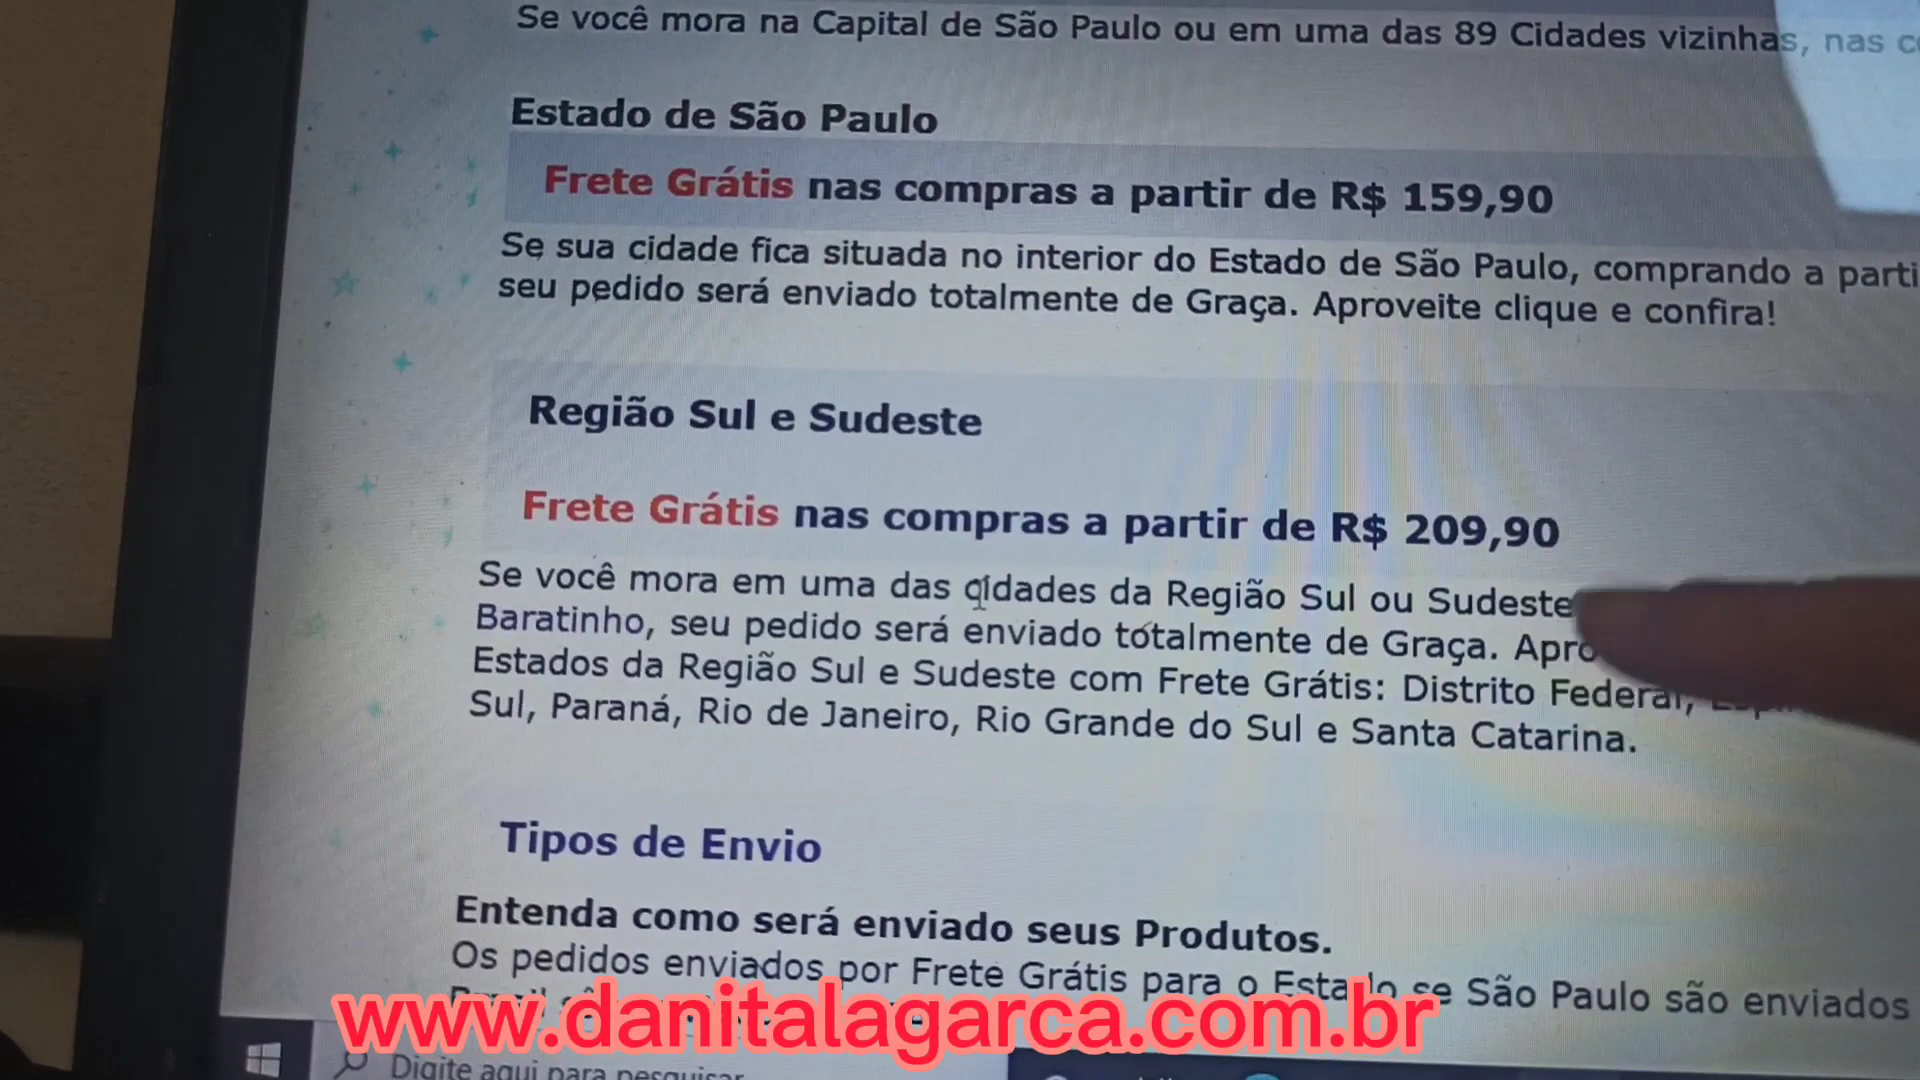 Se você mora na Capital de São Paulo ou em uma das 89 Cidades vizinhas, nas
Estado de São Paulo
Frete Grátis nas compras a partir de R$ 159,90
Se sua cidade fica situada no interior do Estado de São Paulo, comprando a
seu pedido será enviado totalmente de Graça. Aproveite clique e confira!
Região Sul e Sudeste
Frete Grátis nas compras a partir de R$ 209,90
Se você mora em uma das cidades da Região Sul ou Sudeste
Baratinho, seu pedido será enviado totalmente de Graça.
Estados da Região Sul e Sudeste com Frete Grátis: Distrito Federal,
Sul, Paraná, Rio de Janeiro, Rio Grande do Sul e Santa Catarina.
Tipos de Envio
Entenda como será enviado seus Produtos.
Os pedidos enviados por Frete Grátis para o Estado se São Paulo são enviados
www.danitalagarca.com.br
Digite aqui para pesquisar